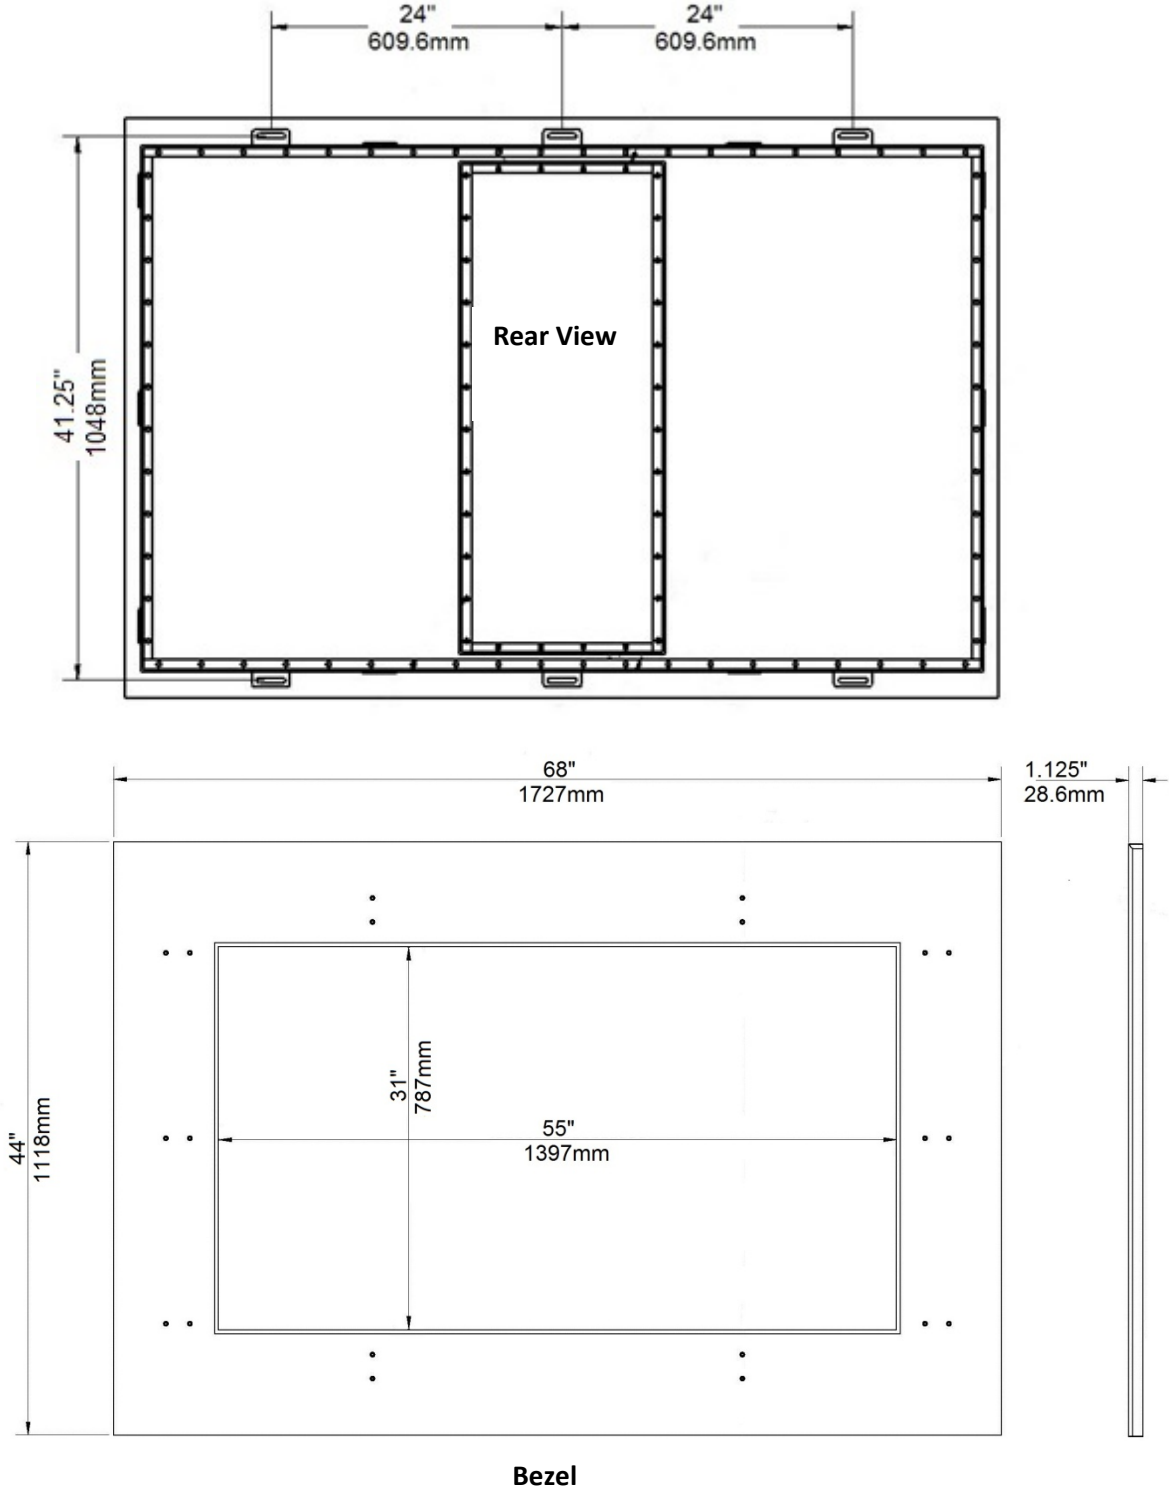 24"
609.6mm
24"
609.6mm
41.25"
1048mm
Rear View
68"
1727mm
1.125"
28.6mm
31"
787mm
55"
1397mm
44"
1118mm
Bezel